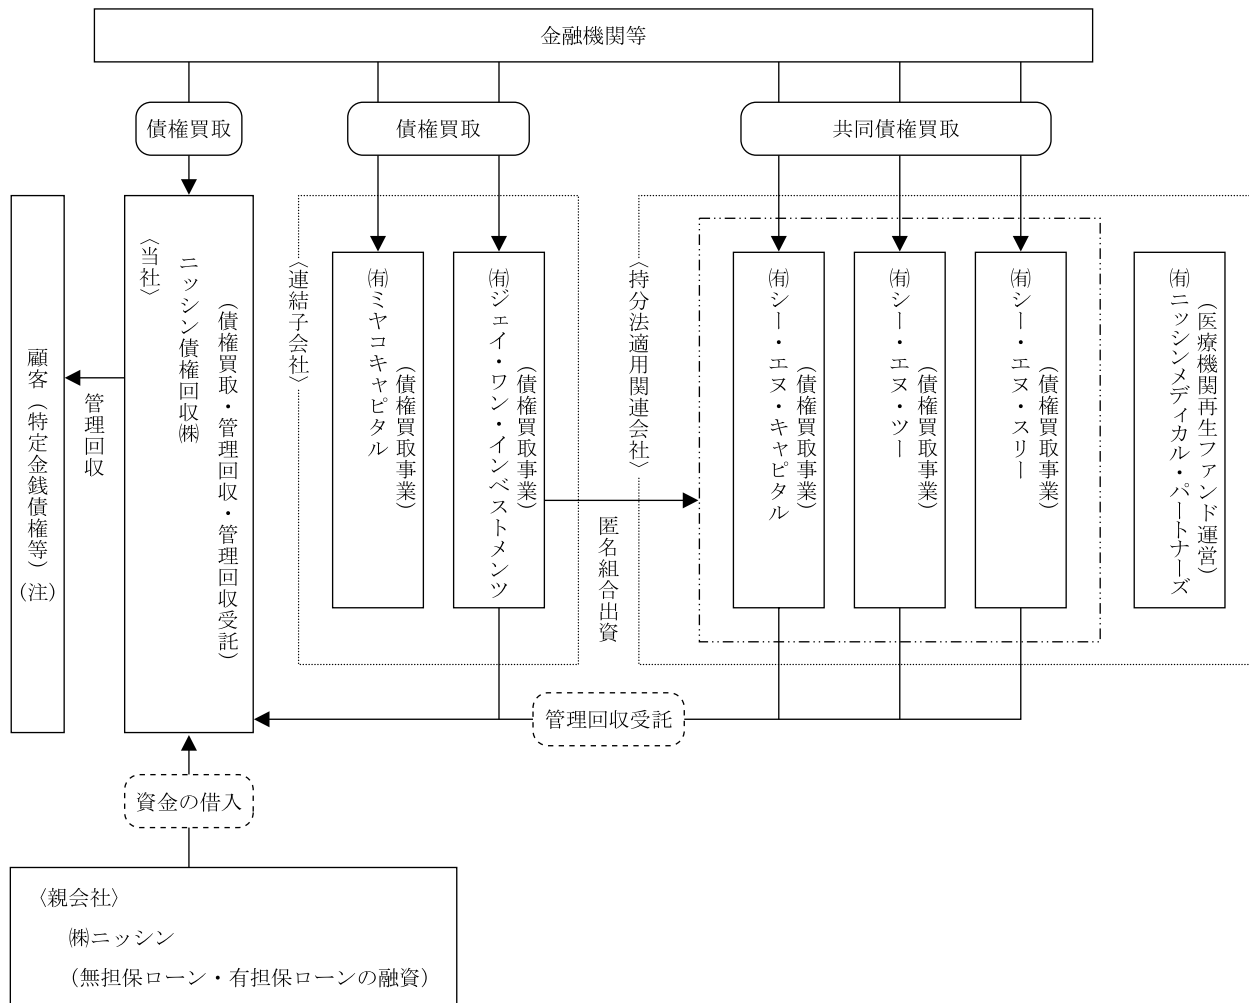 金融機関等
債権買取
債権買取
共同債権買取
顧客（特定金銭債権等）（注）
管理回収
〈当社〉
ニッシン債権回収㈱
（債権買取・管理回収・管理回収受託）
〈連結子会社〉
㈲ミヤコキャピタル
（債権買取事業）
㈲ジェイ・ワン・インベストメンツ
（債権買取事業）
匿名組合出資
〈持分法適用関連会社〉
㈲シー・エヌ・キャピタル
（債権買取事業）
㈲シー・エヌ・ツー
（債権買取事業）
㈲シー・エヌ・スリー
（債権買取事業）
㈲ニッシンメディカル・パートナーズ
（医療機関再生ファンド運営）
管理回収受託
資金の借入
〈親会社〉
㈱ニッシン
（無担保ローン・有担保ローンの融資）